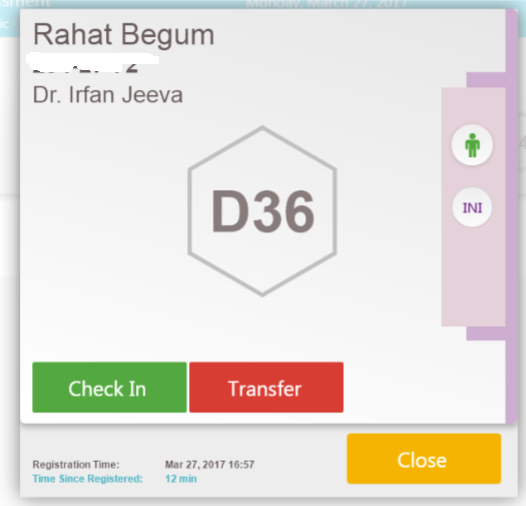 Monday, March 27, 2017
Rahat Begum
Dr. Irfan Jeeva
D36
INI
Check In
Transfer
Close
Registration Time: Mar 27, 2017 16:57
Time Since Registered: 12 min